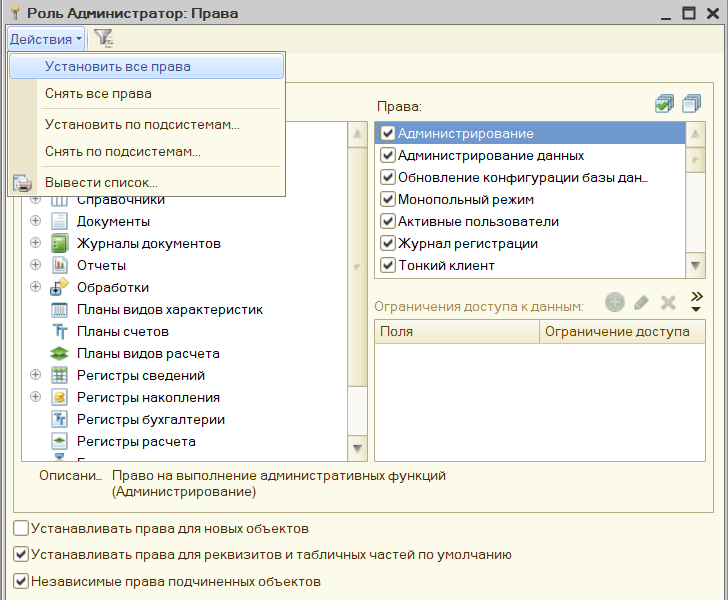 Роль Администратор: Права
Действия
Установить все права
Снять все права
Установить по подсистемам...
Снять по подсистемам...
Вывести список...
Справочники
Документы
Журналы документов
Отчеты
Обработки
Планы видов характеристик
Планы счетов
Планы видов расчета
Регистры сведений
Регистры накопления
Регистры бухгалтерии
Регистры расчета
Права:
Администрирование
Администрирование данных
Обновление конфигурации базы дан...
Монопольный режим
Активные пользователи
Журнал регистрации
Тонкий клиент
Ограничения доступа к данным:
Поля Ограничение доступа
Описани... Право на выполнение административных функций
(Администрирование)
Устанавливать права для новых объектов
Устанавливать права для реквизитов и табличных частей по умолчанию
Независимые права подчиненных объектов